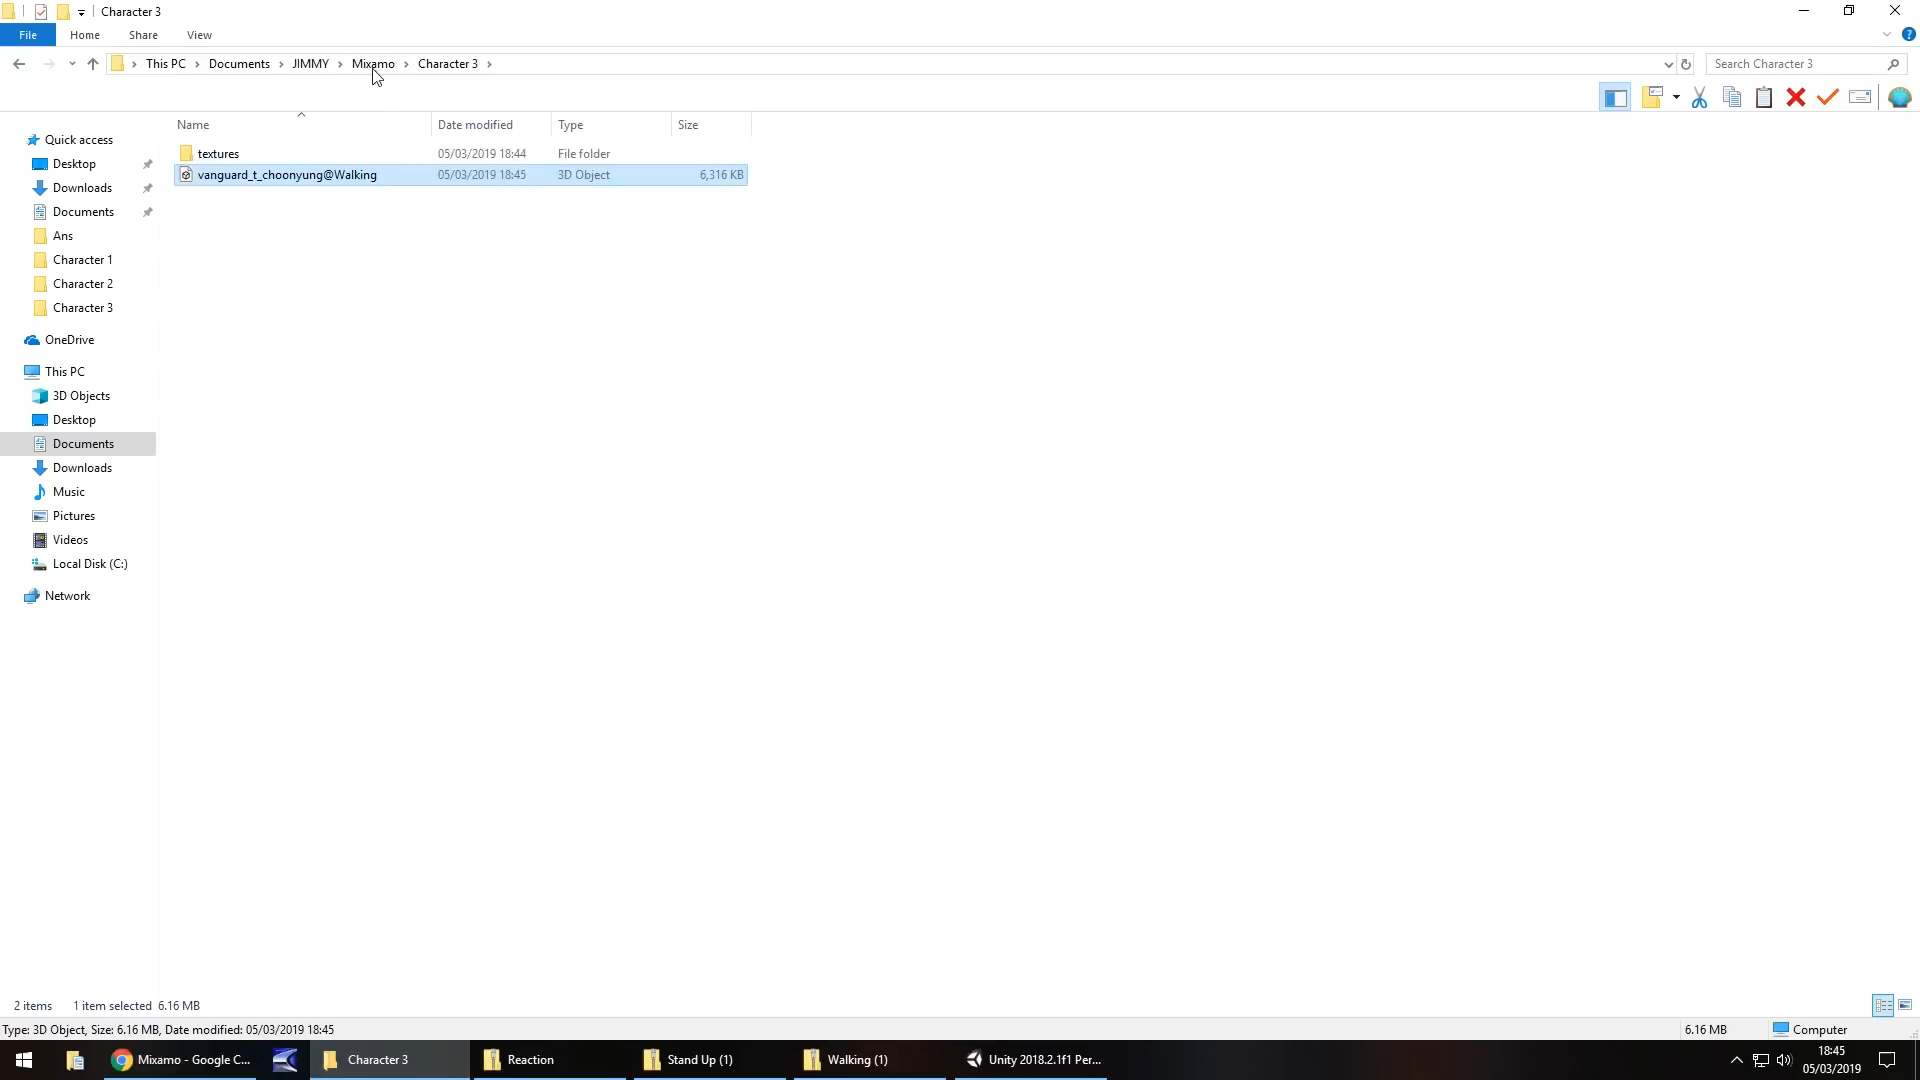 Character 3
File Home Share View
This PC Documents JIMMY Mixamo Character 3
Search Character 3
Name Date modified Type Size
textures 05/03/2019 18:44 File folder
vanguard_t_choonyung@Walking 05/03/2019 18:45 3D Object 6,316 KB
Quick access
Desktop
Downloads
Documents
Ans
Character 1
Character 2
Character 3
OneDrive
This PC
3D Objects
Desktop
Documents
Downloads
Music
Pictures
Videos
Local Disk (C:)
Network
2 items 1 item selected 6.16 MB
Type: 3D Object, Size: 6.16 MB, Date modified: 05/03/2019 18:45 6.16 MB Computer
Mixamo - Google C... Character 3 Reaction Stand Up (1) Walking (1) Unity 2018.2.1f1 Per... 18:45
05/03/2019